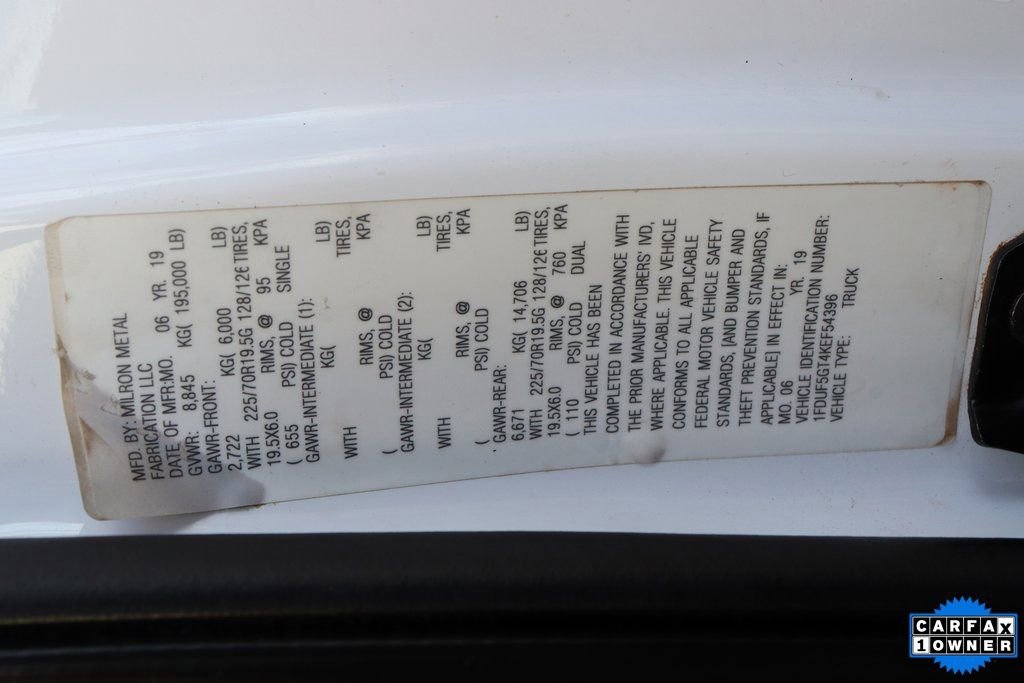 MFD. BY: MILRON METAL
FABRICATION LLC
DATE OF MFR:MO. 06 YR. 19
GVWR: 8,845 KG( 195,000 LB)
GAWR-FRONT:
2,722 KG( 6,000 LB)
WITH 225/70R19.5G 128/126 TIRES,
19.5X6.0 RIMS, @ 95 KPA
( 655 PSI) COLD SINGLE
GAWR-INTERMEDIATE (1):
KG( LB)
WITH TIRES,
RIMS, @ KPA
( PSI) COLD
GAWR-INTERMEDIATE (2):
KG( LB)
WITH TIRES,
RIMS, @ KPA
( PSI) COLD
GAWR-REAR:
6,671 KG( 14,706 LB)
WITH 225/70R19.5G 128/126 TIRES,
19.5X6.0 RIMS, @ 760 KPA
( 110 PSI) COLD DUAL
THIS VEHICLE HAS BEEN
COMPLETED IN ACCORDANCE WITH
THE PRIOR MANUFACTURERS' IVD,
WHERE APPLICABLE. THIS VEHICLE
CONFORMS TO ALL APPLICABLE
FEDERAL MOTOR VEHICLE SAFETY
STANDARDS, [AND BUMPER AND
THEFT PREVENTION STANDARDS, IF
APPLICABLE] IN EFFECT IN:
MO. 06 YR. 19
VEHICLE IDENTIFICATION NUMBER:
1FDUF5GT4KEF54396
VEHICLE TYPE: TRUCK
CARFAX
1 OWNER